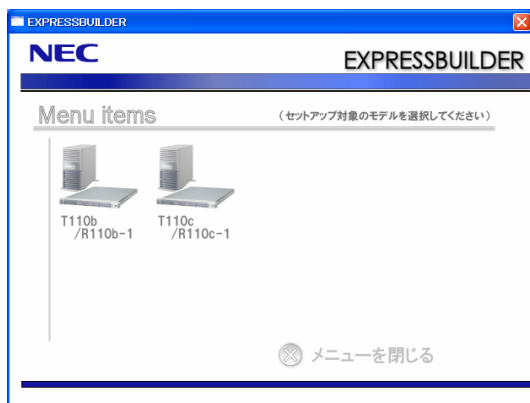 EXPRESSBUILDER
NEC
EXPRESSBUILDER
Menu items
(セットアップ対象のモデルを選択してください)
T110b
/R110b-1
T110c
/R110c-1
メニューを閉じる